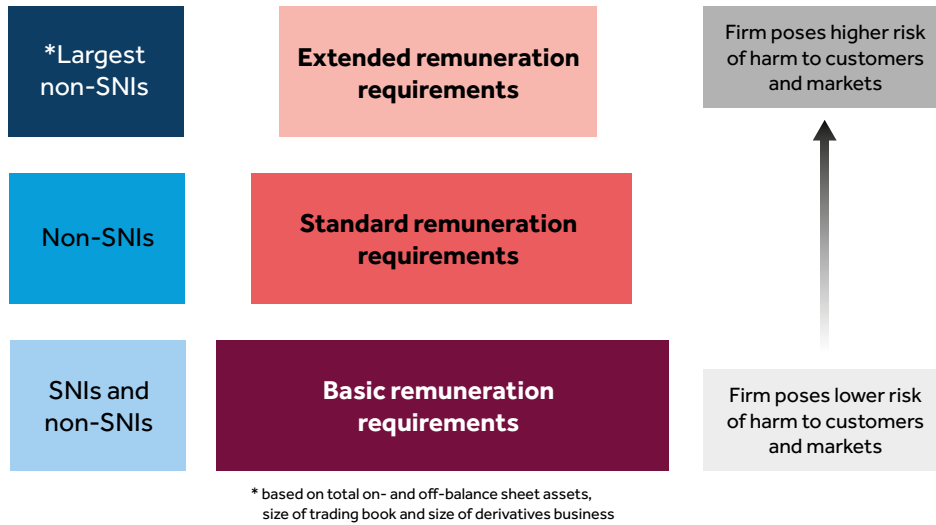 *Largest
non-SNIs
Extended remuneration
requirements
Firm poses higher risk
of harm to customers
and markets
Non-SNIs
Standard remuneration
requirements
SNIs and
non-SNIs
Basic remuneration
requirements
Firm poses lower risk
of harm to customers
and markets
* based on total on- and off-balance sheet assets,
size of trading book and size of derivatives business